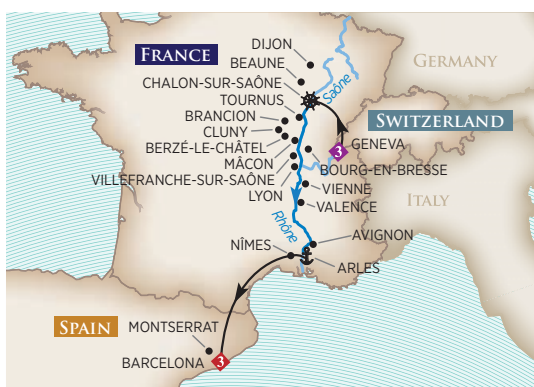 DIJON
FRANCE
BEAUNE
GERMANY
CHALON-SUR-SAÔNE
Saône
TOURNUS
BRANCION
SWITZERLAND
CLUNY
GENEVA
3
BERZÉ-LE-CHÂTEL
MÂCON
BOURG-EN-BRESSE
VILLEFRANCHE-SUR-SAÔNE
VIENNE
LYON
ITALY
VALENCE
Rhône
AVIGNON
NÎMES
ARLES
SPAIN
MONTSERRAT
BARCELONA
3